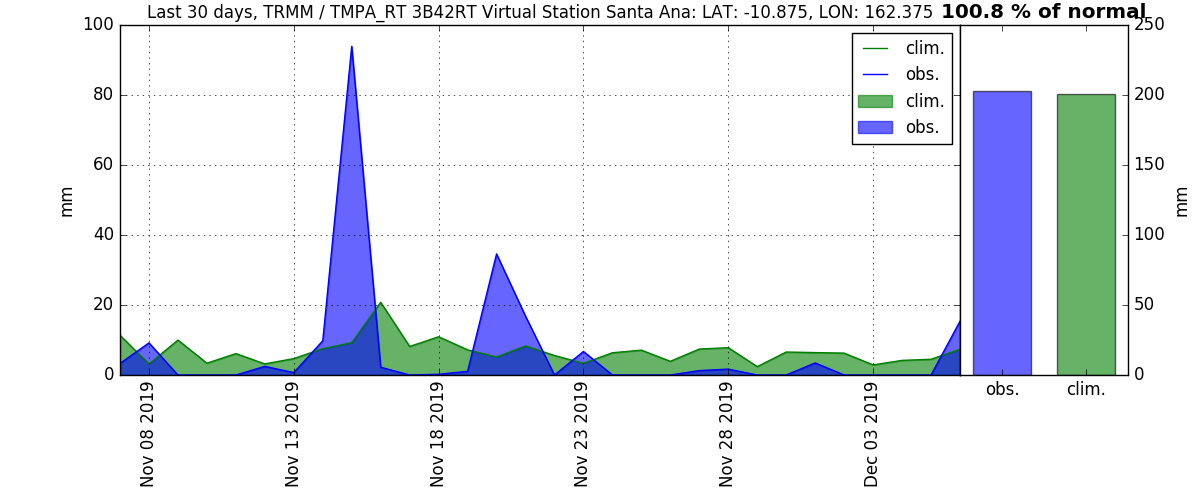 Last 30 days, TRMM / TMPA_RT 3B42RT Virtual Station Santa Ana: LAT: -10.875, LON: 162.375 100.8 % of normal
100
80
60
40
20
0
mm
clim.
obs.
clim.
obs.
250
200
150
100
50
0
mm
obs. clim.
Nov 08 2019
Nov 13 2019
Nov 18 2019
Nov 23 2019
Nov 28 2019
Dec 03 2019